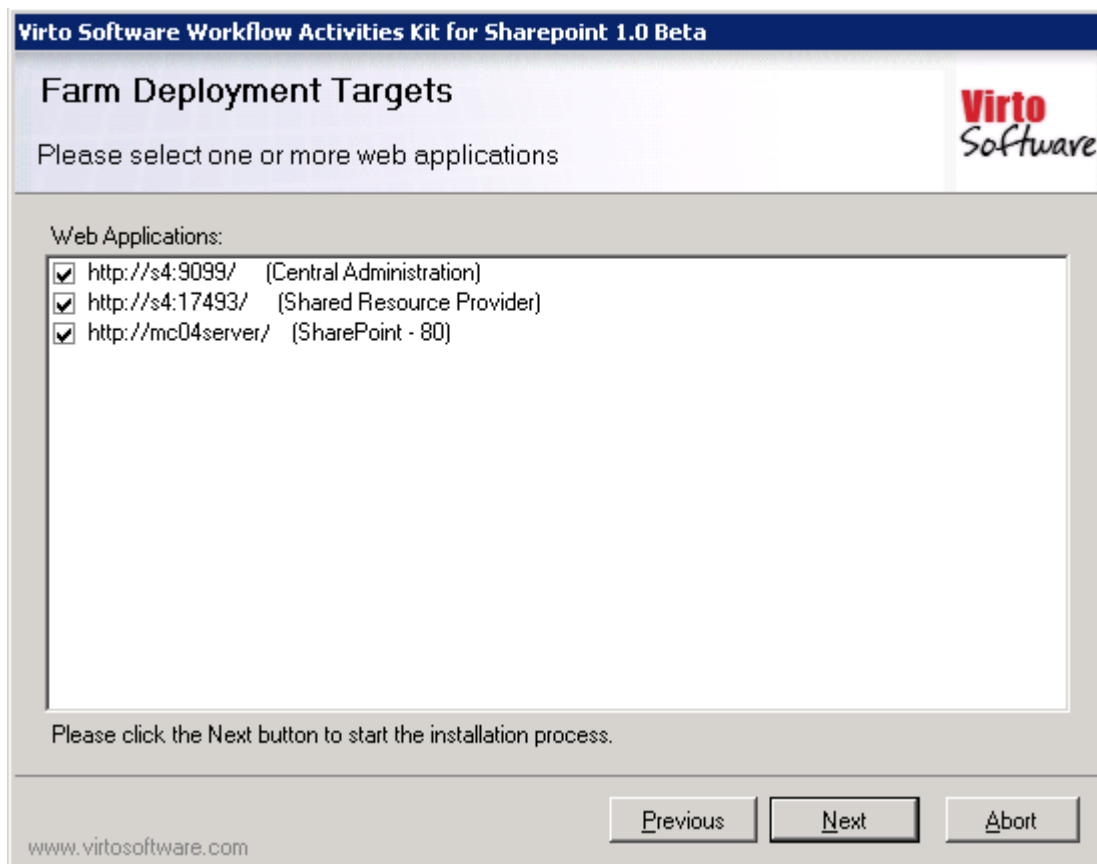 Virto Software Workflow Activities Kit for Sharepoint 1.0 Beta
Farm Deployment Targets
Please select one or more web applications
Virto
Software
Web Applications:
http://s4:9099/ (Central Administration)
http://s4:17493/ (Shared Resource Provider)
http://mc04server/ (SharePoint - 80)
Please click the Next button to start the installation process.
Previous Next Abort
www.virtosoftware.com